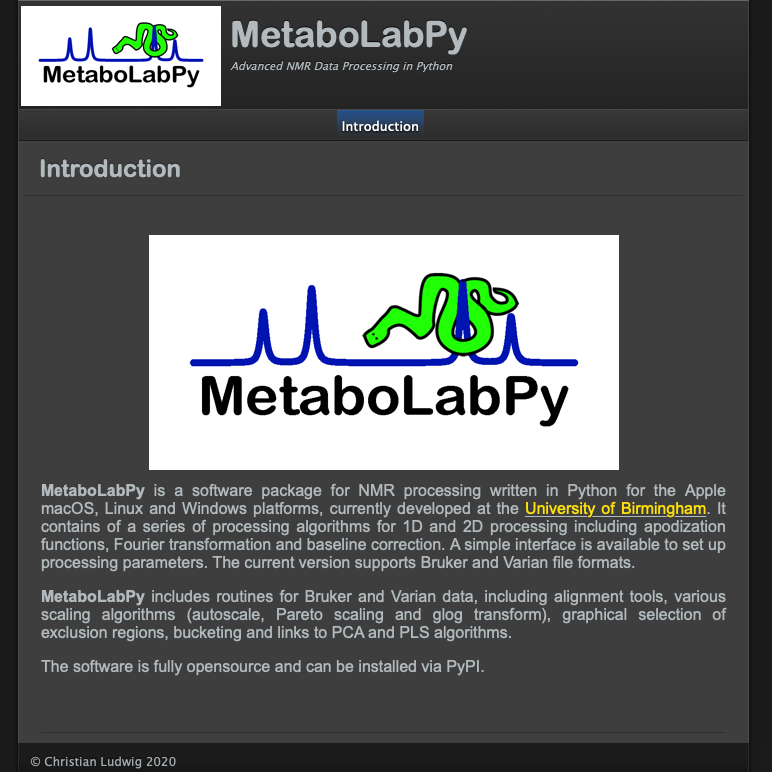 MetaboLabPy
MetaboLabPy
Advanced NMR Data Processing in Python
Introduction
Introduction
MetaboLabPy
MetaboLabPy is a software package for NMR processing written in Python for the Apple
macOS, Linux and Windows platforms, currently developed at the University of Birmingham. It
contains of a series of processing algorithms for 1D and 2D processing including apodization
functions, Fourier transformation and baseline correction. A simple interface is available to set up
processing parameters. The current version supports Bruker and Varian file formats.
MetaboLabPy includes routines for Bruker and Varian data, including alignment tools, various
scaling algorithms (autoscale, Pareto scaling and glog transform), graphical selection of
exclusion regions, bucketing and links to PCA and PLS algorithms.
The software is fully opensource and can be installed via PyPI.
© Christian Ludwig 2020